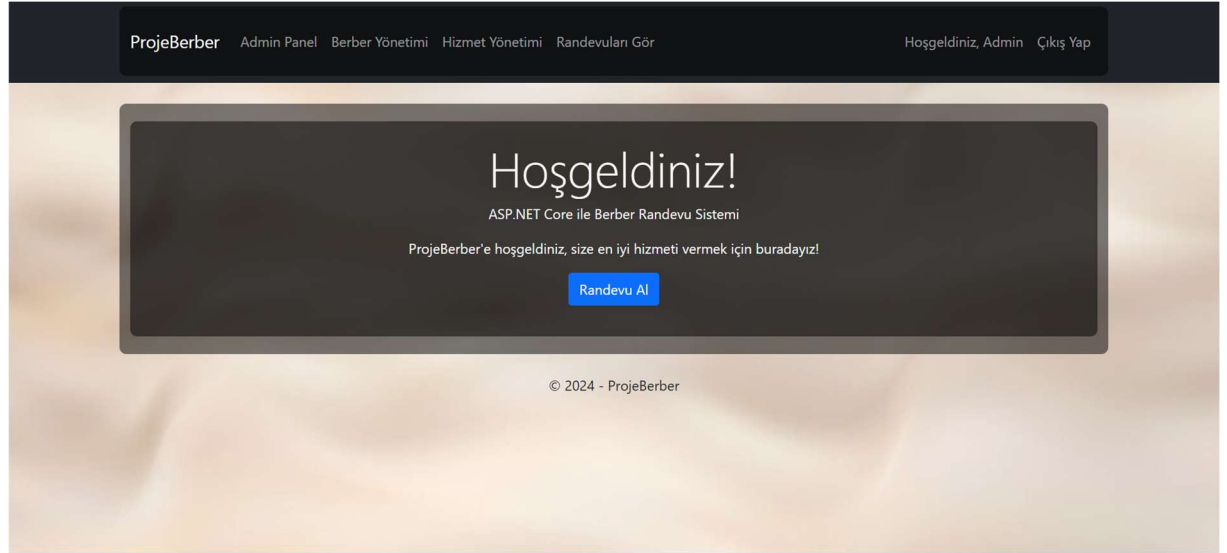 ProjeBerber Admin Panel Berber Yönetimi Hizmet Yönetimi Randevuları Gör Hoşgeldiniz, Admin Çıkış Yap
Hoşgeldiniz!
ASP.NET Core ile Berber Randevu Sistemi
ProjeBerber'e hoşgeldiniz, size en iyi hizmeti vermek için buradayız!
Randevu Al
© 2024 - ProjeBerber